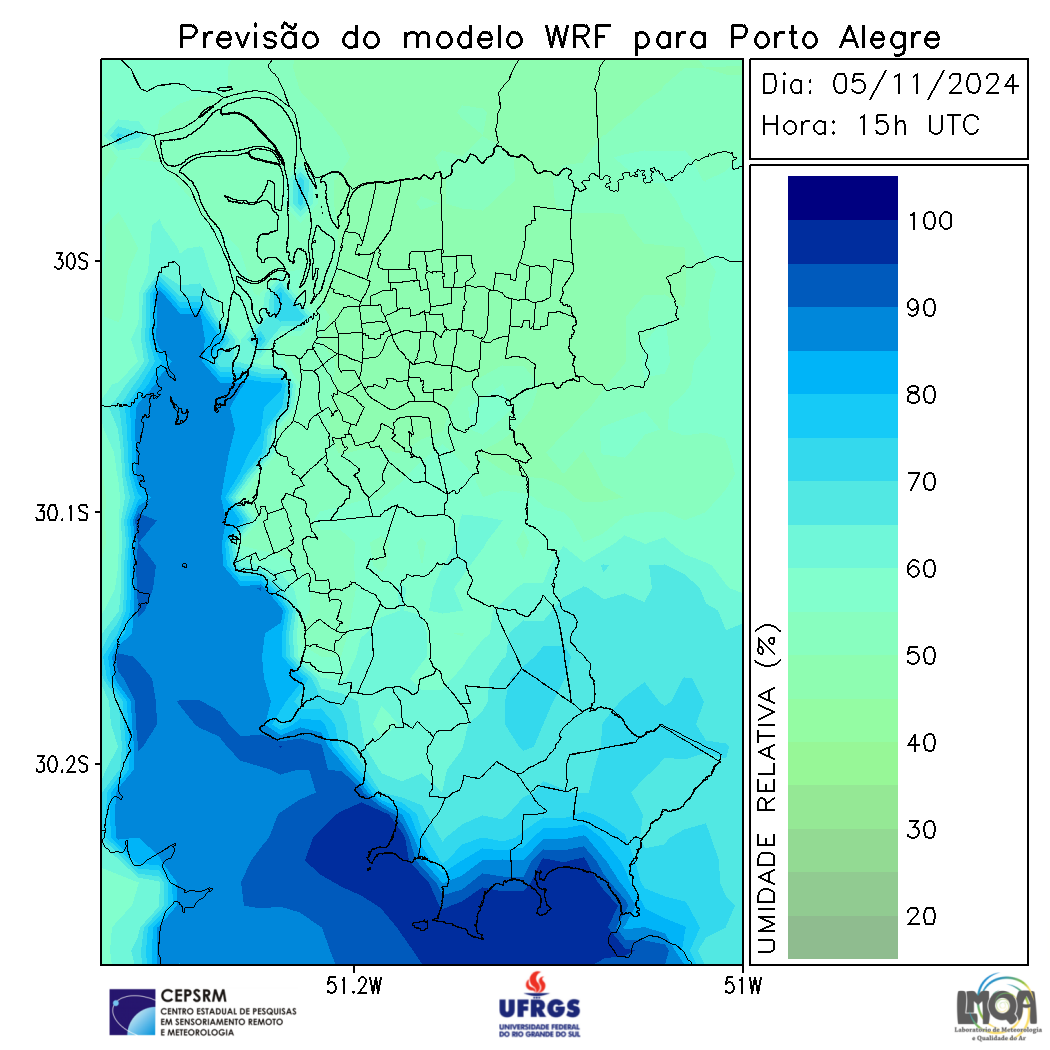 Previsão do modelo WRF para Porto Alegre
Dia: 05/11/2024
Hora: 15h UTC
30S
30.1S
30.2S
51.2W
51W
100
90
80
70
60
50
40
30
20
UMIDADE RELATIVA (%)
CEPSRM
CENTRO ESTADUAL DE PESQUISAS
EM SENSORIAMENTO REMOTO
E METEOROLOGIA
UFRGS
UNIVERSIDADE FEDERAL
DO RIO GRANDE DO SUL
LMQA
Laboratório de Meteorologia
e Qualidade do Ar